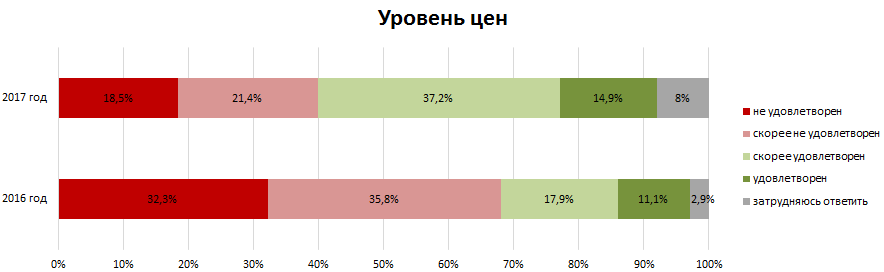 Уровень цен
2017 год
18,5%
21,4%
37,2%
14,9%
8%
2016 год
32,3%
35,8%
17,9%
11,1%
2,9%
0%
10%
20%
30%
40%
50%
60%
70%
80%
90%
100%
не удовлетворен
скорее не удовлетворен
скорее удовлетворен
удовлетворен
затрудняюсь ответить